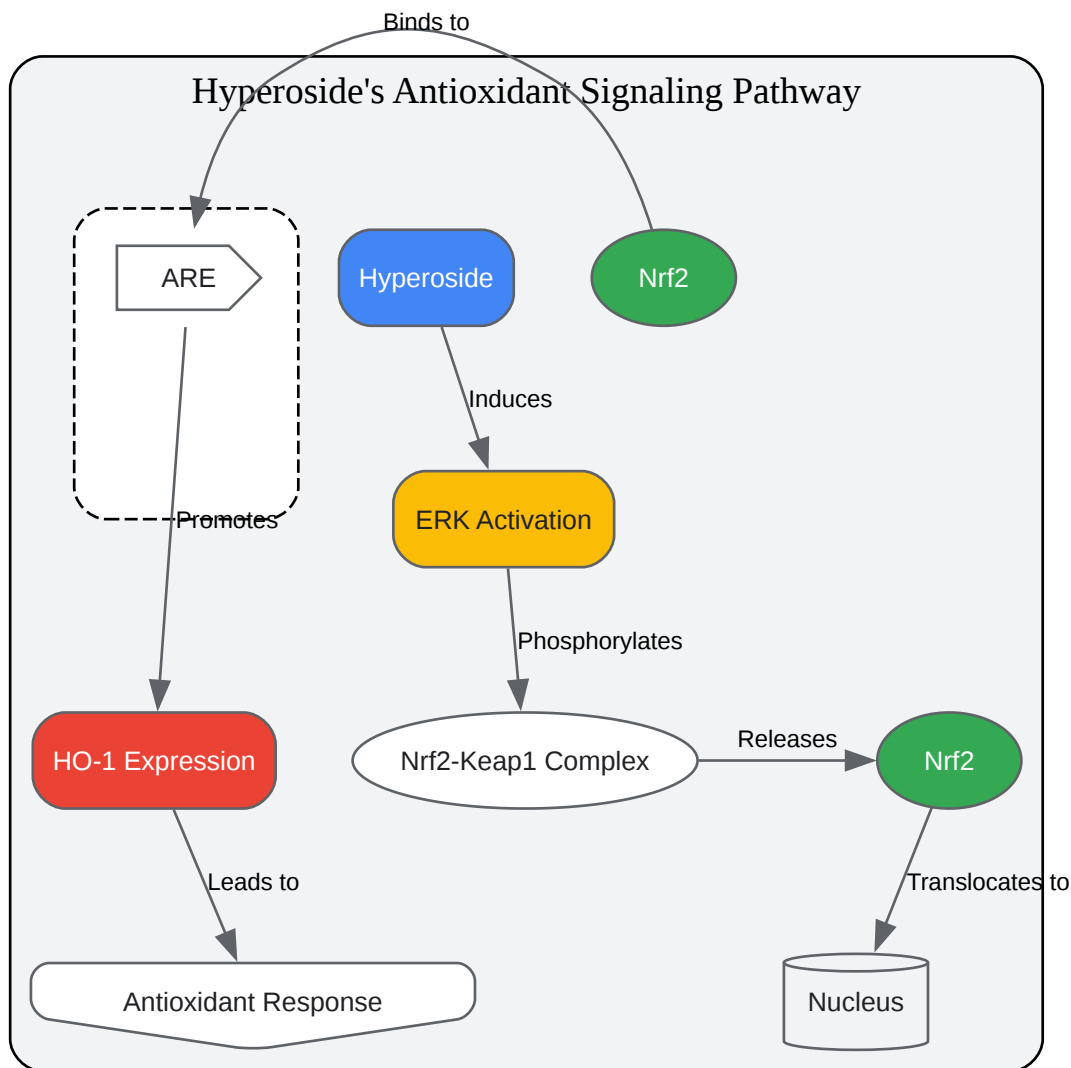 Binds to
Hyperoside's Antioxidant Signaling Pathway
ARE
Hyperoside
Nrf2
Induces
Promotes
ERK Activation
Phosphorylates
HO-1 Expression
Nrf2-Keap1 Complex
Releases
Nrf2
Leads to
Translocates to
Antioxidant Response
Nucleus